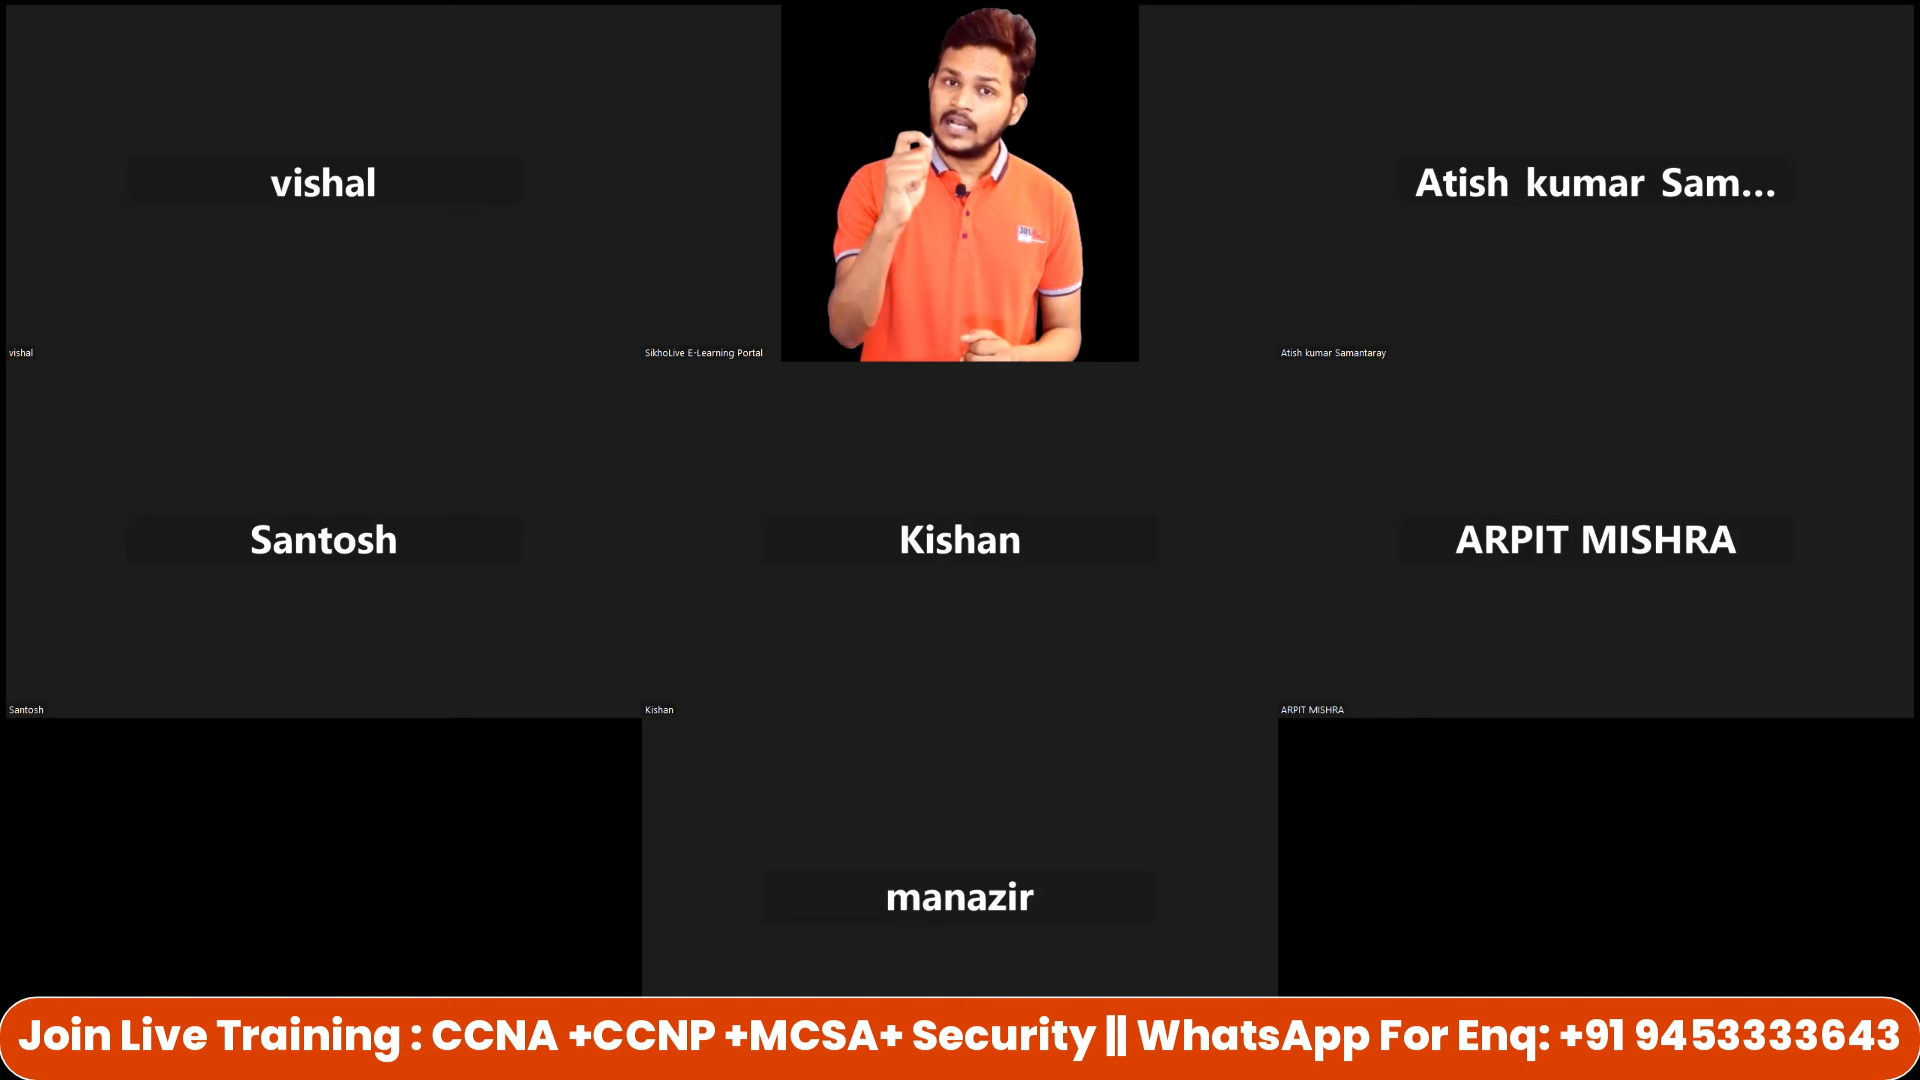 vishal
Atish kumar Sam...
vishal
SikhoLive E-Learning Portal
Atish kumar Samantaray
Santosh
Kishan
ARPIT MISHRA
Santosh
Kishan
ARPIT MISHRA
manazir
Join Live Training : CCNA +CCNP +MCSA+ Security || WhatsApp For Enq: +91 9453333643